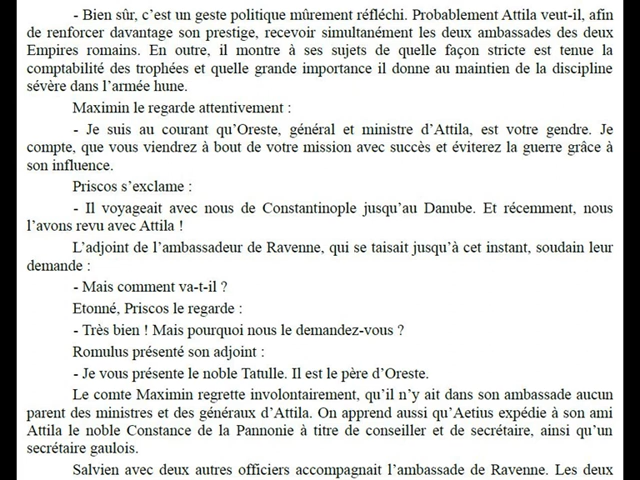 - Bien sûr, c’est un geste politique mûrement réfléchi. Probablement Attila veut-il, afin
de renforcer davantage son prestige, recevoir simultanément les deux ambassades des deux
Empires romains. En outre, il montre à ses sujets de quelle façon stricte est tenue la
comptabilité des trophées et quelle grande importance il donne au maintien de la discipline
sévère dans l’armée hune.
Maximin le regarde attentivement :
- Je suis au courant qu’Oreste, général et ministre d’Attila, est votre gendre. Je
compte, que vous viendrez à bout de votre mission avec succès et éviterez la guerre grâce à
son influence.
Priscos s’exclame :
- Il voyageait avec nous de Constantinople jusqu’au Danube. Et récemment, nous
l’avons revu avec Attila !
L’adjoint de l’ambassadeur de Ravenne, qui se taisait jusqu’à cet instant, soudain leur
demande :
- Mais comment va-t-il ?
Etonné, Priscos le regarde :
- Très bien ! Mais pourquoi nous le demandez-vous ?
Romulus présenté son adjoint :
- Je vous présente le noble Tatulle. Il est le père d’Oreste.
Le comte Maximin regrette involontairement, qu’il n’y ait dans son ambassade aucun
parent des ministres et des généraux d’Attila. On apprend aussi qu’Aetius expédie à son ami
Attila le noble Constance de la Pannonie à titre de conseiller et de secrétaire, ainsi qu’un
secrétaire gaulois.
Salvien avec deux autres officiers accompagnait l’ambassade de Ravenne. Les deux